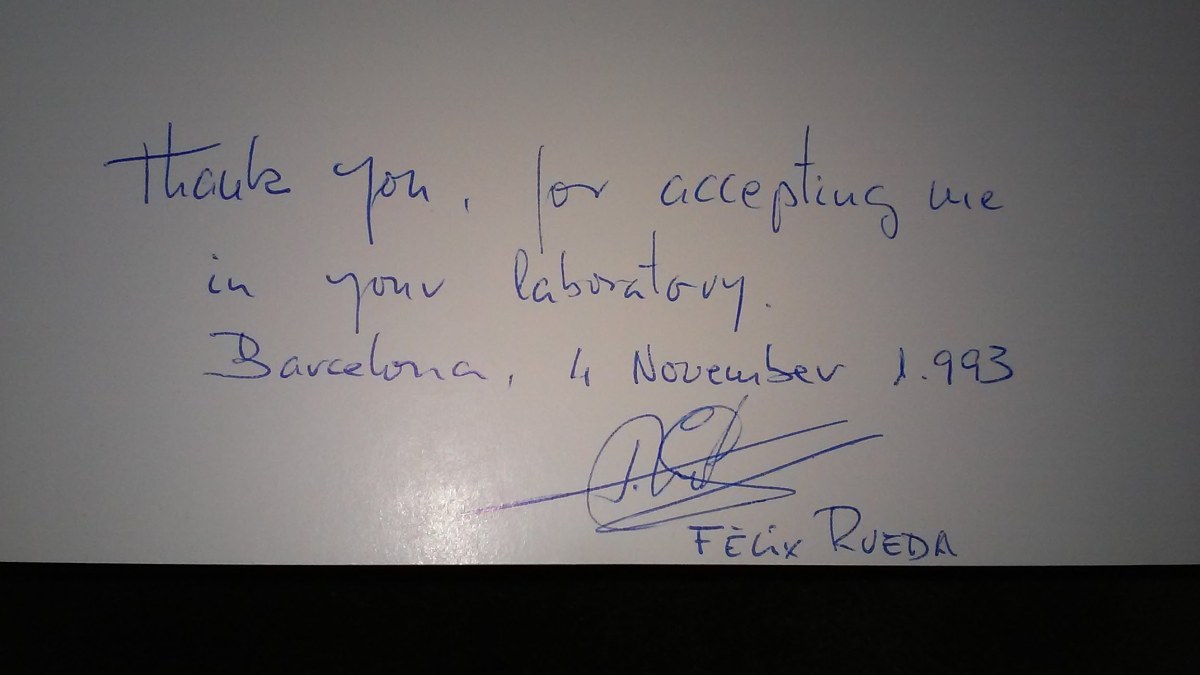 Thank you, for accepting me
in your laboratory.
Barcelona, 4 November 1.993
FÈLIX RUEDA